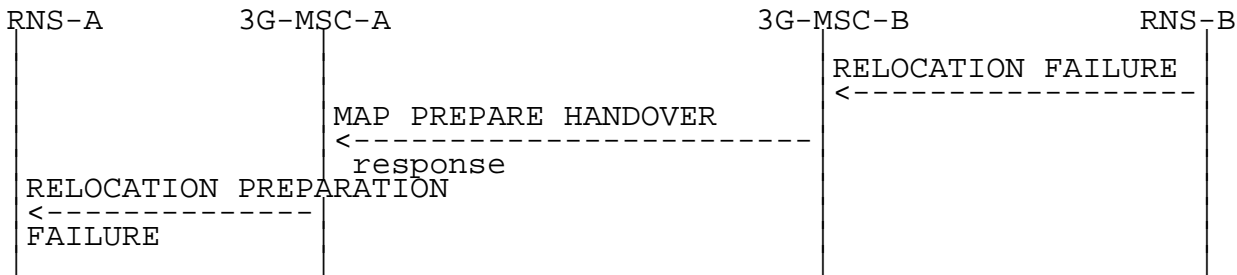 RNS-A 3G-MSC-A 3G-MSC-B RNS-B
RELOCATION FAILURE
MAP PREPARE HANDOVER
response
RELOCATION PREPARATION
FAILURE